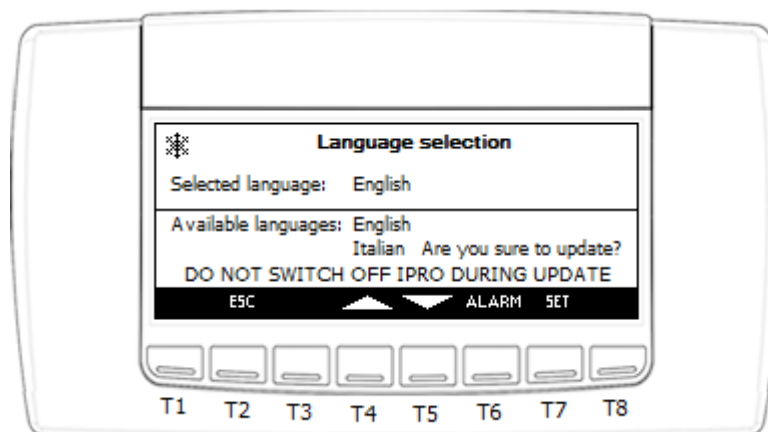 Language selection
Selected language: English
Available languages: English
Italian Are you sure to update?
DO NOT SWITCH OFF IPRO DURING UPDATE
ESC ALARM SET
T1 T2 T3 T4 T5 T6 T7 T8